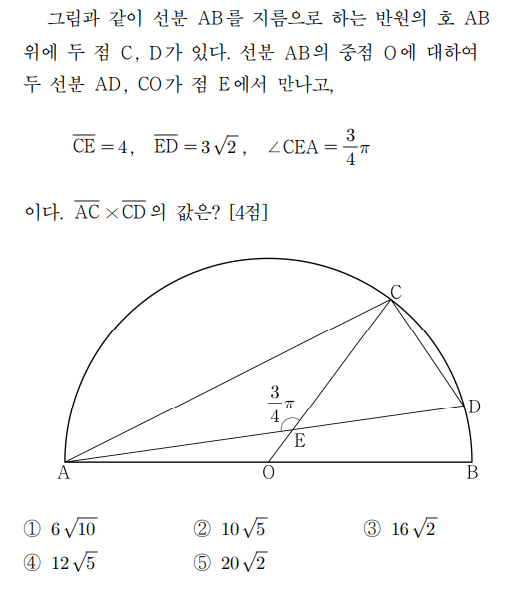 그림과 같이 선분 AB를 지름으로 하는 반원의 호 AB
위에 두 점 C, D가 있다. 선분 AB의 중점 O에 대하여
두 선분 AD, CO가 점 E에서 만나고,
$\overline{CE}=4$, $\overline{ED}=3\sqrt{2}$, $\angle CEA=\frac{3}{4}\pi$
이다. $\overline{AC}\times\overline{CD}$의 값은? [4점]
C
$\frac{3}{4}\pi$
D
E
A O B
① $6\sqrt{10}$ ② $10\sqrt{5}$ ③ $16\sqrt{2}$
④ $12\sqrt{5}$ ⑤ $20\sqrt{2}$